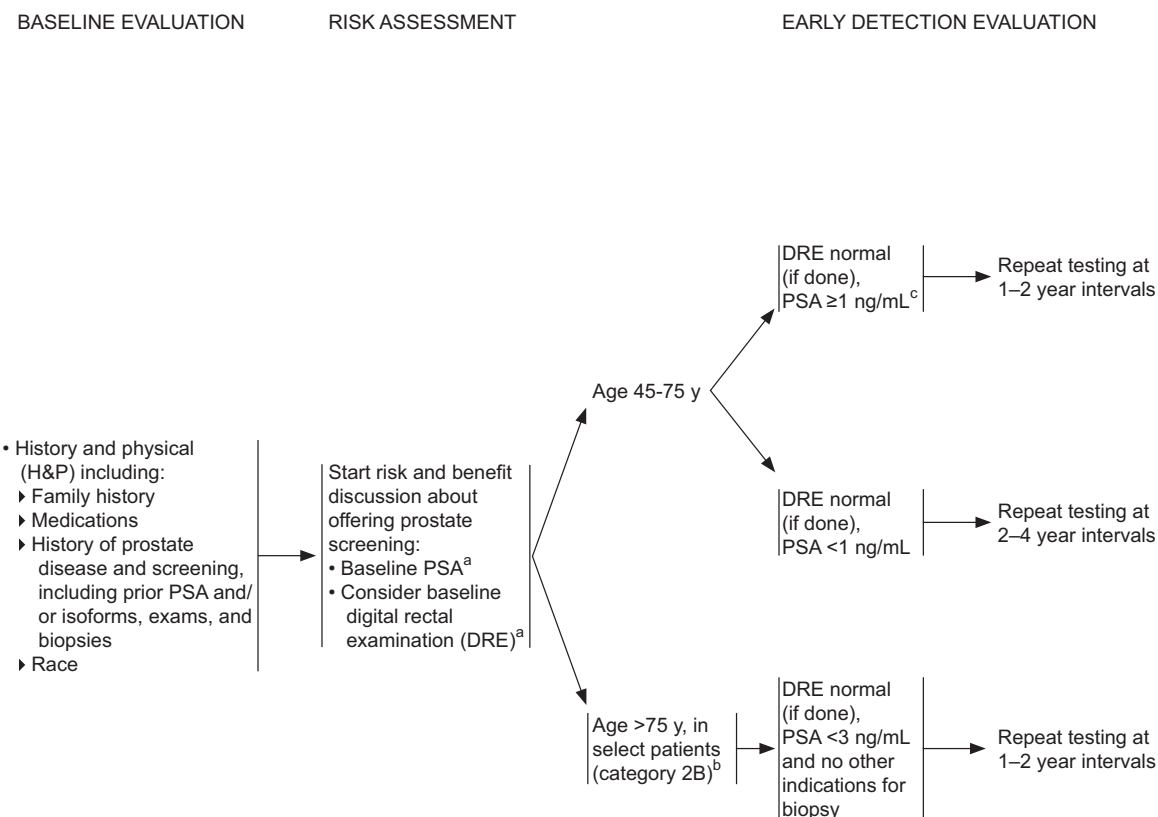 BASELINE EVALUATION
RISK ASSESSMENT
EARLY DETECTION EVALUATION
• History and physical
(H&P) including:
▸ Family history
▸ Medications
▸ History of prostate
disease and screening,
including prior PSA and/
or isoforms, exams, and
biopsies
▸ Race
Start risk and benefit
discussion about
offering prostate
screening:
• Baseline PSAᵃ
• Consider baseline
digital rectal
examination (DRE)ᵃ
Age 45-75 y
DRE normal
(if done),
PSA ≥1 ng/mLᶜ
Repeat testing at
1–2 year intervals
DRE normal
(if done),
PSA <1 ng/mL
Repeat testing at
2–4 year intervals
Age >75 y, in
select patients
(category 2B)ᵇ
DRE normal
(if done),
PSA <3 ng/mL
and no other
indications for
biopsy
Repeat testing at
1–2 year intervals